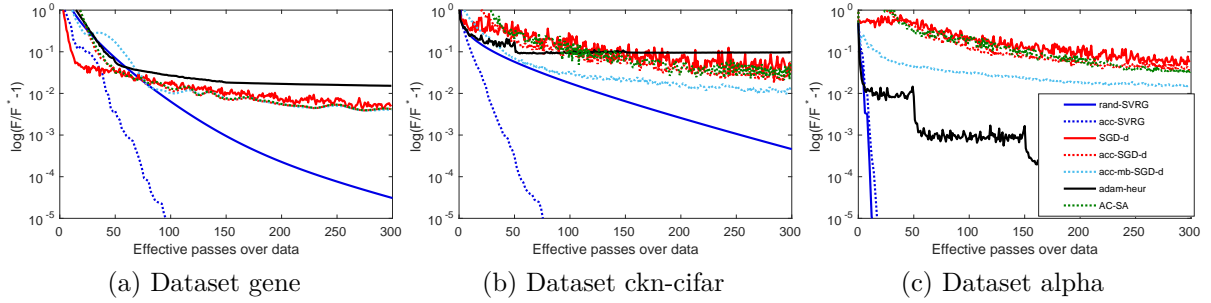 10^0
10^-1
10^-2
10^-3
10^-4
10^-5
log(F/F^*-1)
0 50 100 150 200 250 300
Effective passes over data
(a) Dataset gene
10^0
10^-1
10^-2
10^-3
10^-4
10^-5
log(F/F^*-1)
0 50 100 150 200 250 300
Effective passes over data
(b) Dataset ckn-cifar
10^0
10^-1
10^-2
10^-3
10^-4
10^-5
log(F/F^*-1)
0 50 100 150 200 250 300
Effective passes over data
rand-SVRG
acc-SVRG
SGD-d
acc-SGD-d
acc-mb-SGD-d
adam-heur
AC-SA
(c) Dataset alpha